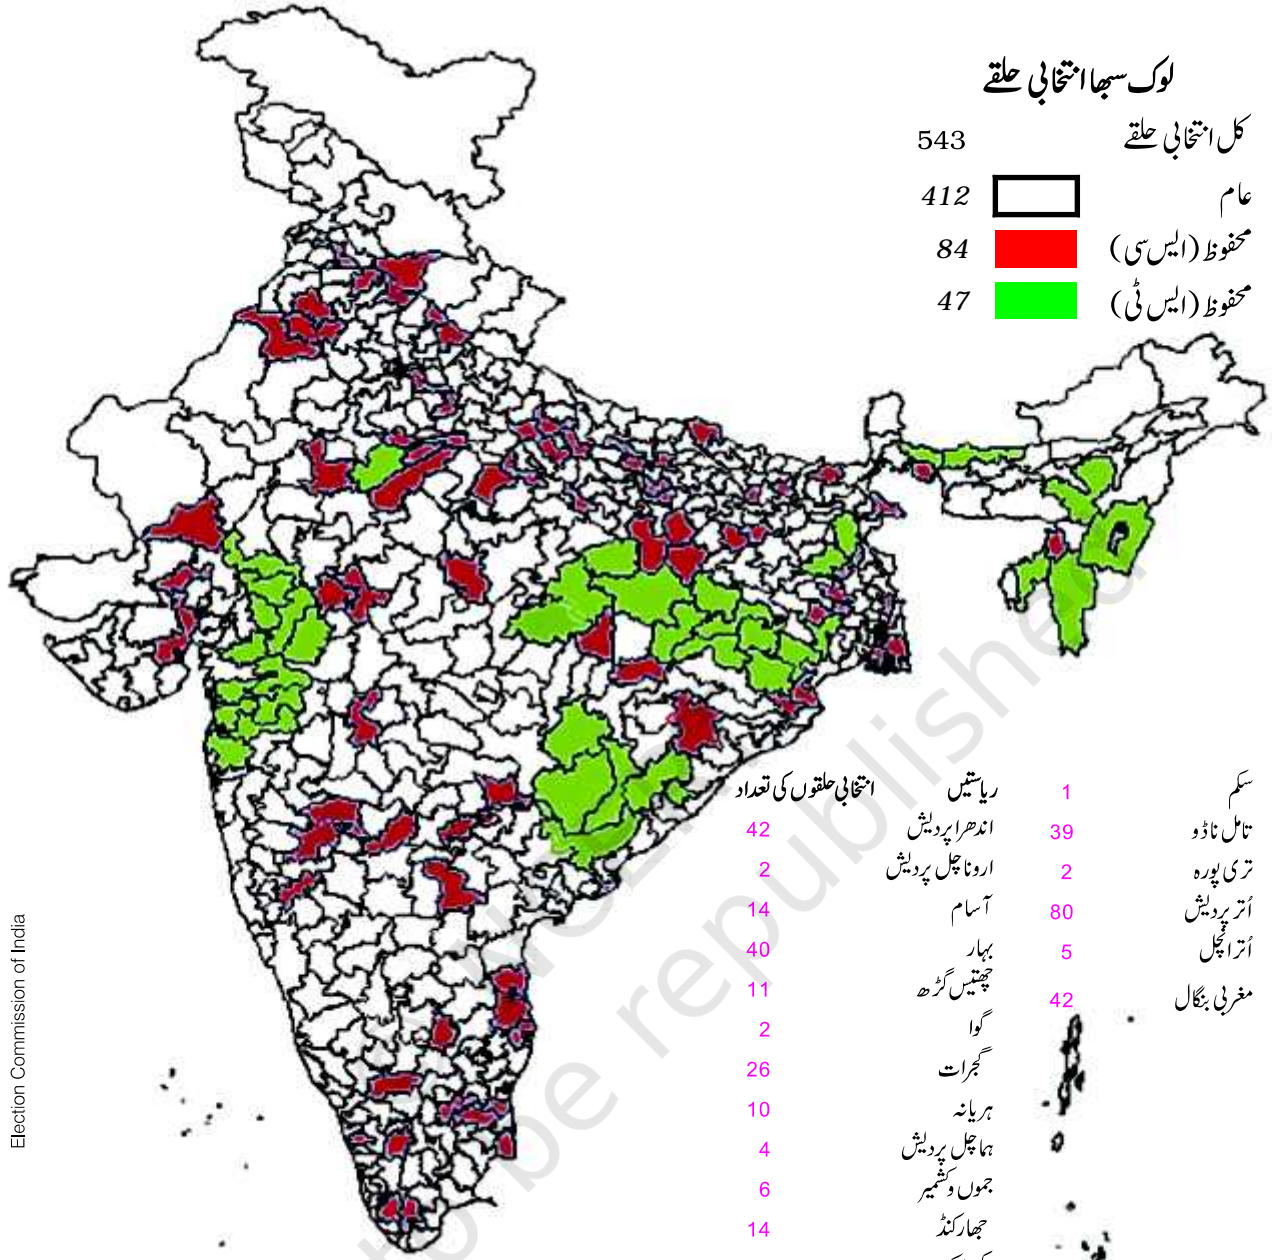 لوک سبھا انتخابی حلقے
کل انتخابی حلقے 543
عام 412
محفوظ (ایس سی) 84
محفوظ (ایس ٹی) 47
ریاستیں انتخابی حلقوں کی تعداد
اندھرا پردیش 42
اروناچل پردیش 2
آسام 14
بہار 40
چھتیس گڑھ 11
گوا 2
گجرات 26
ہریانہ 10
ہماچل پردیش 4
جموں وکشمیر 6
جھارکنڈ 14
سکم 1
تامل ناڈو 39
تری پورہ 2
اُتر پردیش 80
اُترانچل 5
مغربی بنگال 42
Election Commission of India
be republished